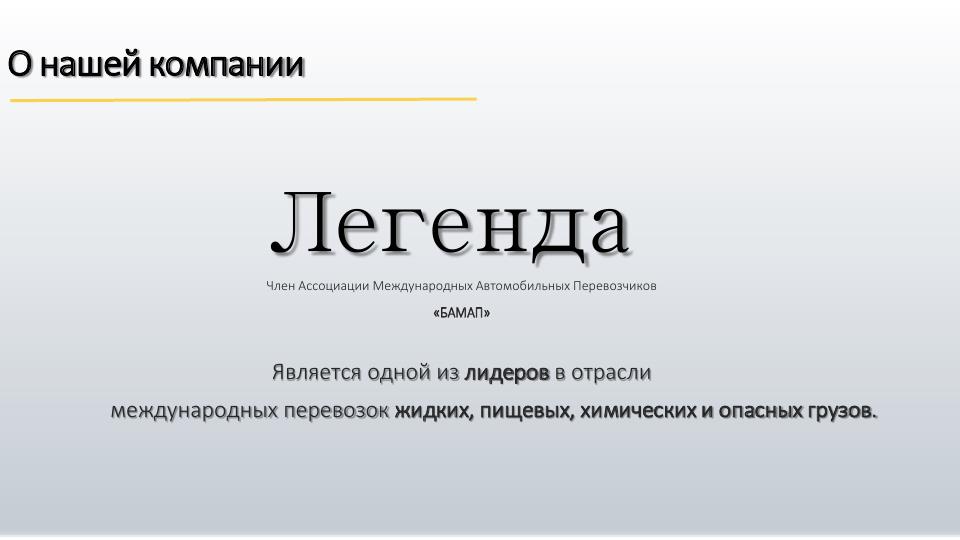 О нашей компании
Легенда
Член Ассоциации Международных Автомобильных Перевозчиков
«БАМАП»
Является одной из лидеров в отрасли
международных перевозок жидких, пищевых, химических и опасных грузов.